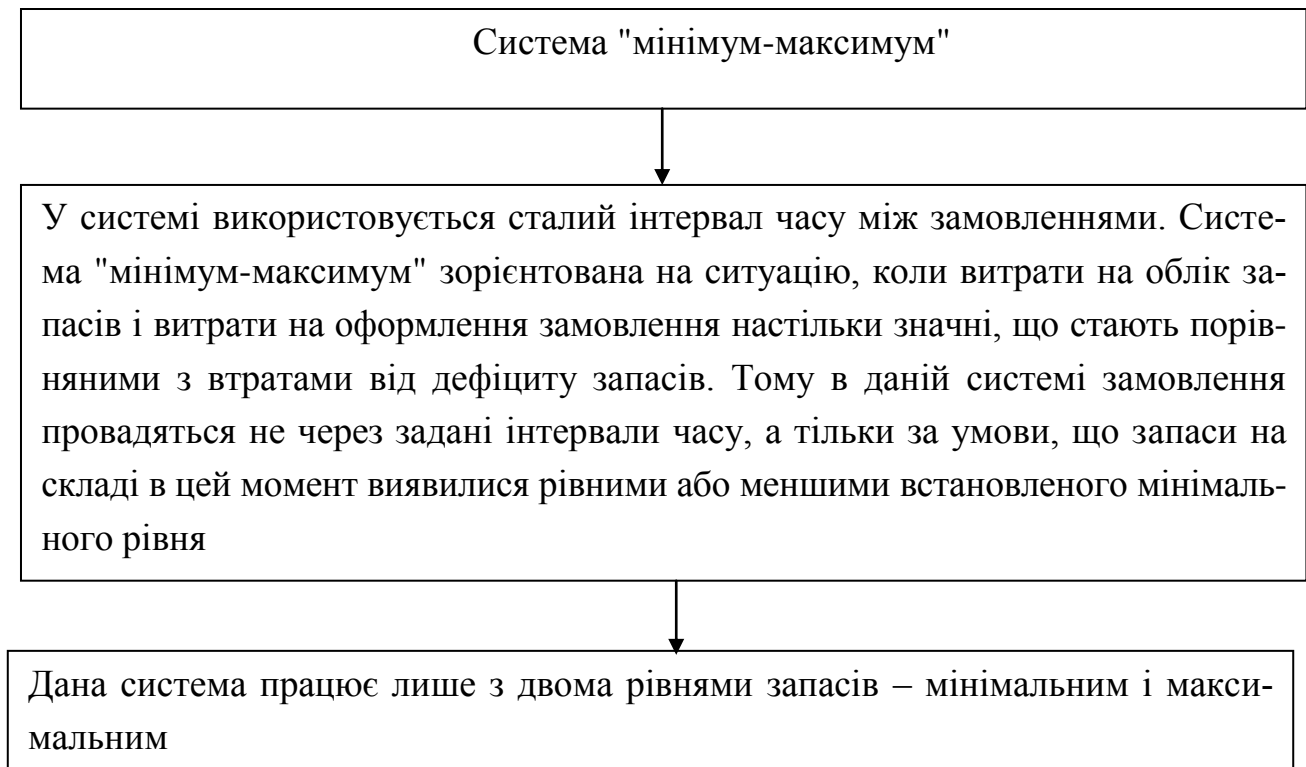 Система "мінімум-максимум"
У системі використовується сталий інтервал часу між замовленнями. Систе-
ма "мінімум-максимум" зорієнтована на ситуацію, коли витрати на облік за-
пасів і витрати на оформлення замовлення настільки значні, що стають порів-
няними з втратами від дефіциту запасів. Тому в даній системі замовлення
провадяться не через задані інтервали часу, а тільки за умови, що запаси на
складі в цей момент виявилися рівними або меншими встановленого мінімаль-
ного рівня
Дана система працює лише з двома рівнями запасів – мінімальним і макси-
мальним